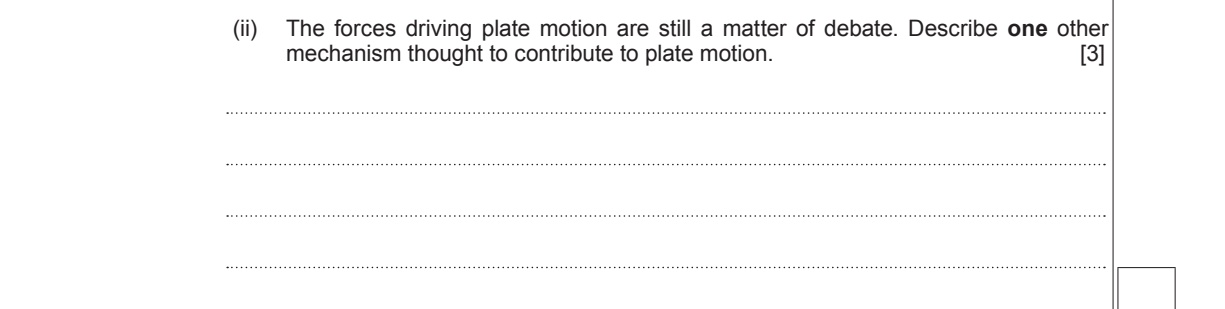 (ii) The forces driving plate motion are still a matter of debate. Describe one other
mechanism thought to contribute to plate motion. [3]